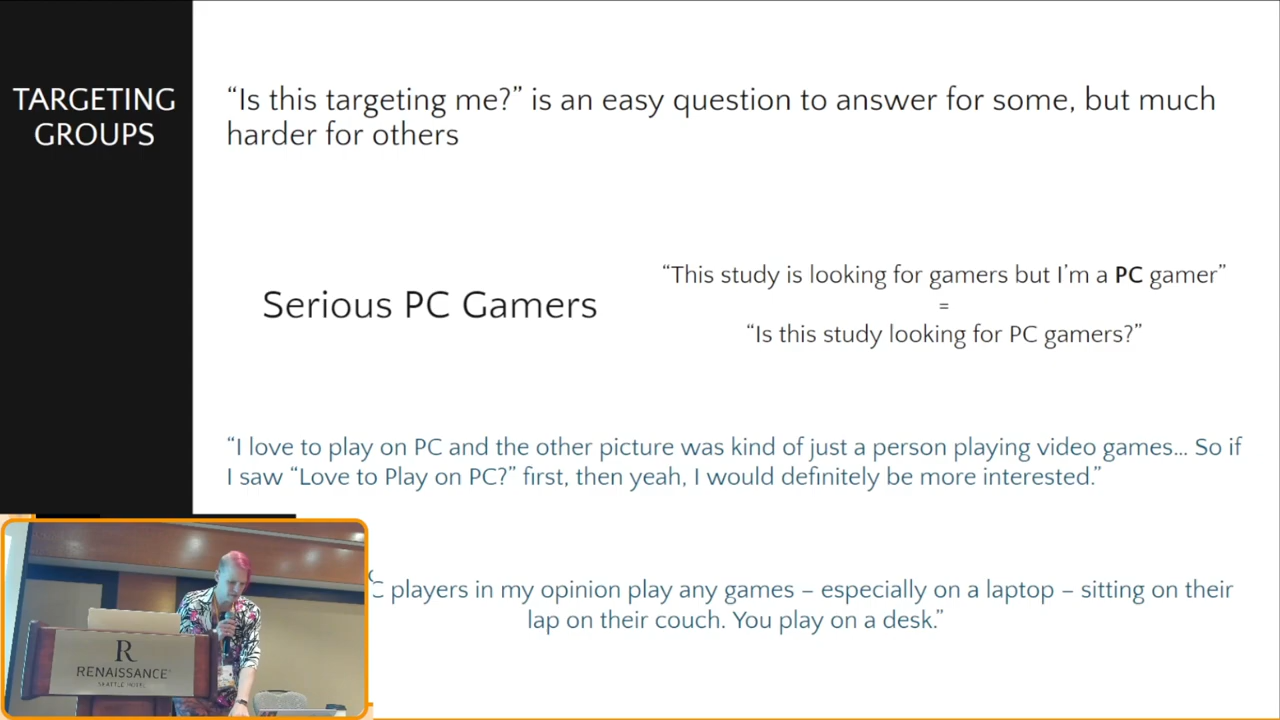 TARGETING
GROUPS
“Is this targeting me?” is an easy question to answer for some, but much
harder for others
Serious PC Gamers
“This study is looking for gamers but I’m a PC gamer”
=
“Is this study looking for PC gamers?”
“I love to play on PC and the other picture was kind of just a person playing video games... So if
I saw “Love to Play on PC?” first, then yeah, I would definitely be more interested.”
C players in my opinion play any games – especially on a laptop – sitting on their
lap on their couch. You play on a desk.”
R
RENAISSANCE
SEATTLE HOTEL